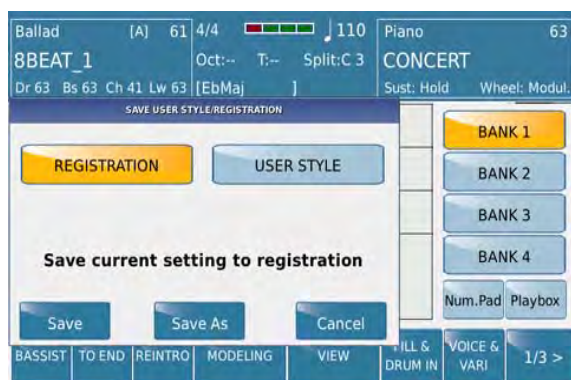 Ballad [A] 61 4/4 110 Piano 63
8BEAT_1 Oct:-- T:-- Split:C 3 CONCERT
Dr 63 Bs 63 Ch 41 Lw 63 [EbMaj ] Sust: Hold Wheel: Modul.
SAVE USER STYLE/REGISTRATION
REGISTRATION USER STYLE
Save current setting to registration
Save Save As Cancel
BANK 1
BANK 2
BANK 3
BANK 4
Num.Pad Playbox
BASSIST TO END REINTRO MODELING VIEW
DRUM IN
VOICE &
VARI
1/3 >